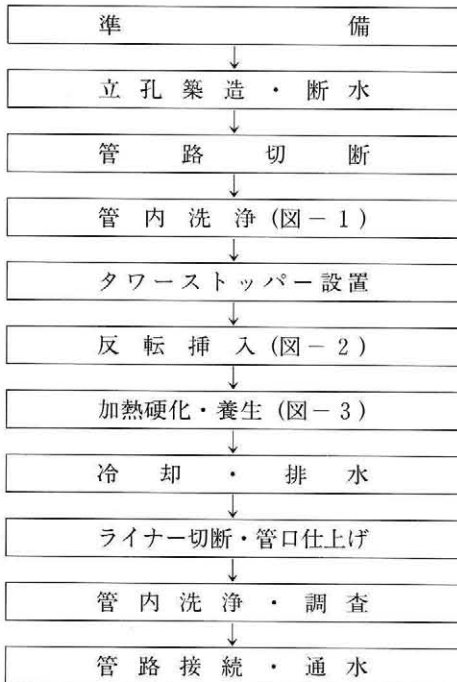 準備
立孔築造・断水
管路切断
管内洗浄(図－1)
タワーストッパー設置
反転挿入(図－2)
加熱硬化・養生(図－3)
冷却・排水
ライナー切断・管口仕上げ
管内洗浄・調査
管路接続・通水